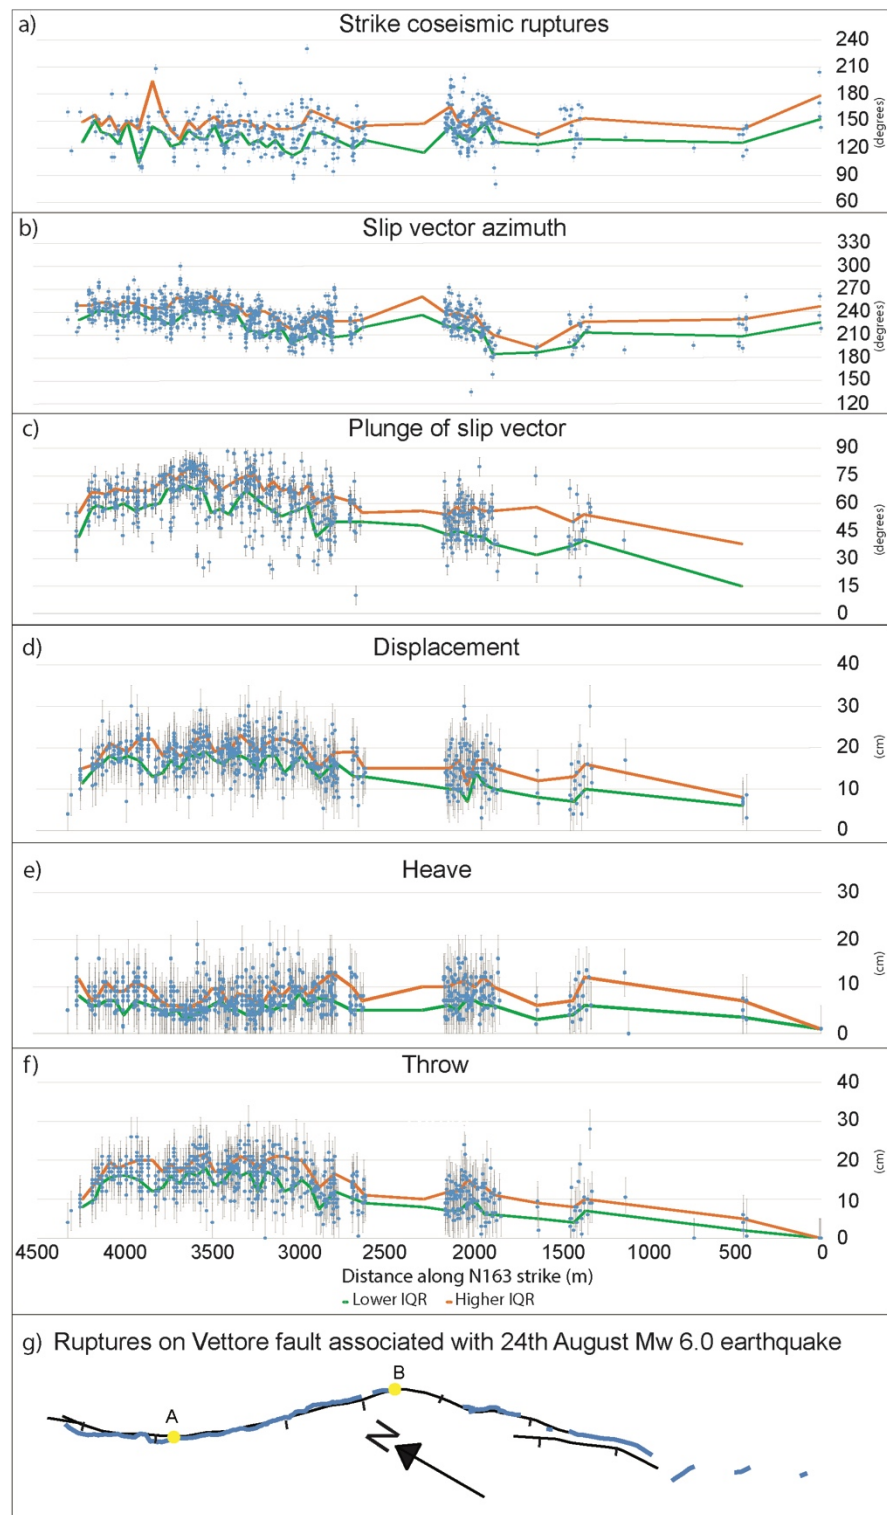 a) Strike coseismic ruptures
240
210
180
150
120
90
60
(degrees)
b) Slip vector azimuth
330
300
270
240
210
180
150
120
(degrees)
c) Plunge of slip vector
90
75
60
45
30
15
0
(degrees)
d) Displacement
40
30
20
10
0
(cm)
e) Heave
30
20
10
0
(cm)
f) Throw
40
30
20
10
0
(cm)
4500 4000 3500 3000 2500 2000 1500 1000 500 0
Distance along N163 strike (m)
Lower IQR Higher IQR
g) Ruptures on Vettore fault associated with 24th August Mw 6.0 earthquake
B
A
N